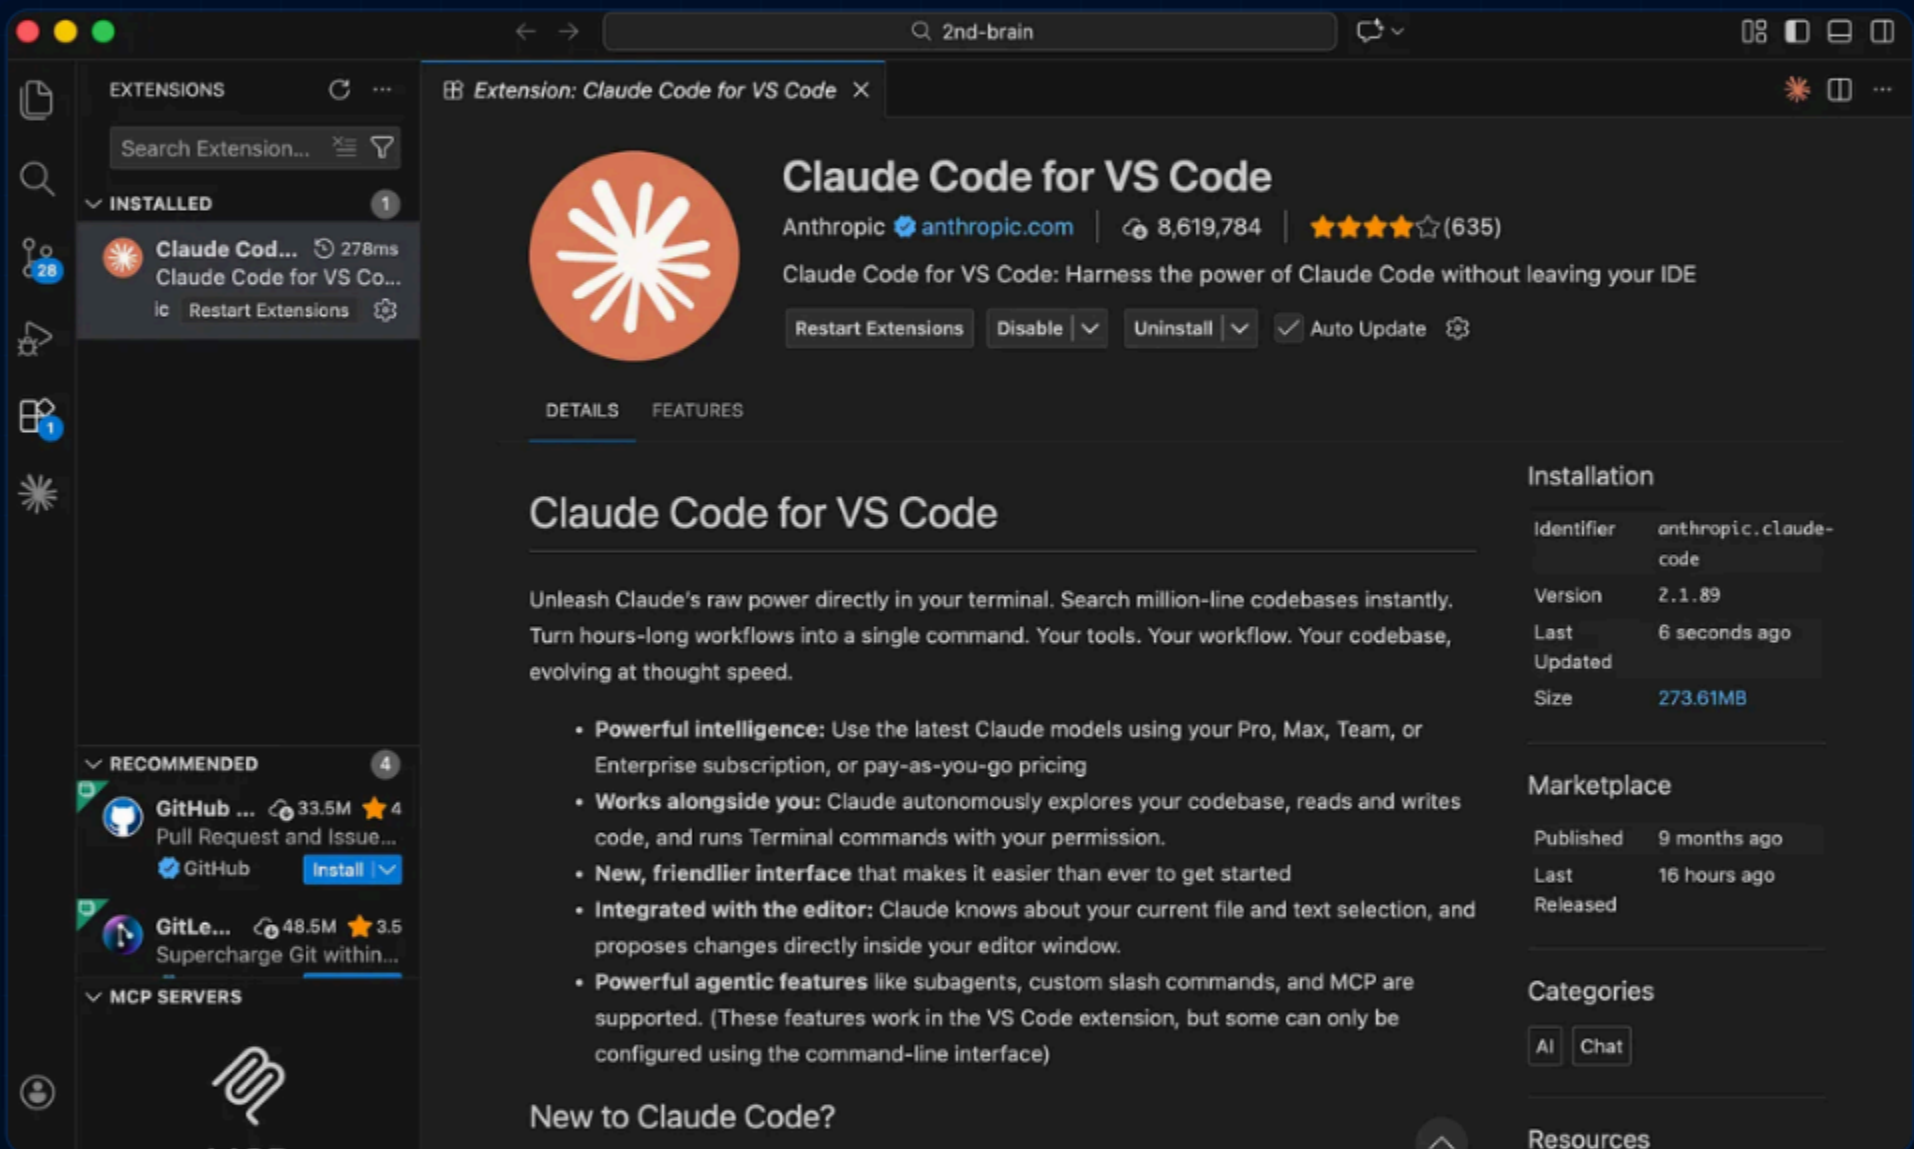 2nd-brain
EXTENSIONS
Extension: Claude Code for VS Code
Search Extension...
INSTALLED 1
Claude Cod... 278ms
Claude Code for VS Co...
ic Restart Extensions
28
1
RECOMMENDED 4
GitHub ... 33.5M 4
Pull Request and Issue...
GitHub Install
GitLe... 48.5M 3.5
Supercharge Git within...
MCP SERVERS
Claude Code for VS Code
Anthropic anthropic.com 8,619,784 (635)
Claude Code for VS Code: Harness the power of Claude Code without leaving your IDE
Restart Extensions Disable Uninstall Auto Update
DETAILS FEATURES
Claude Code for VS Code
Unleash Claude's raw power directly in your terminal. Search million-line codebases instantly.
Turn hours-long workflows into a single command. Your tools. Your workflow. Your codebase,
evolving at thought speed.
• Powerful intelligence: Use the latest Claude models using your Pro, Max, Team, or
Enterprise subscription, or pay-as-you-go pricing
• Works alongside you: Claude autonomously explores your codebase, reads and writes
code, and runs Terminal commands with your permission.
• New, friendlier interface that makes it easier than ever to get started
• Integrated with the editor: Claude knows about your current file and text selection, and
proposes changes directly inside your editor window.
• Powerful agentic features like subagents, custom slash commands, and MCP are
supported. (These features work in the VS Code extension, but some can only be
configured using the command-line interface)
New to Claude Code?
Installation
Identifier anthropic.claude-
code
Version 2.1.89
Last 6 seconds ago
Updated
Size 273.61MB
Marketplace
Published 9 months ago
Last 16 hours ago
Released
Categories
AI Chat
Resources